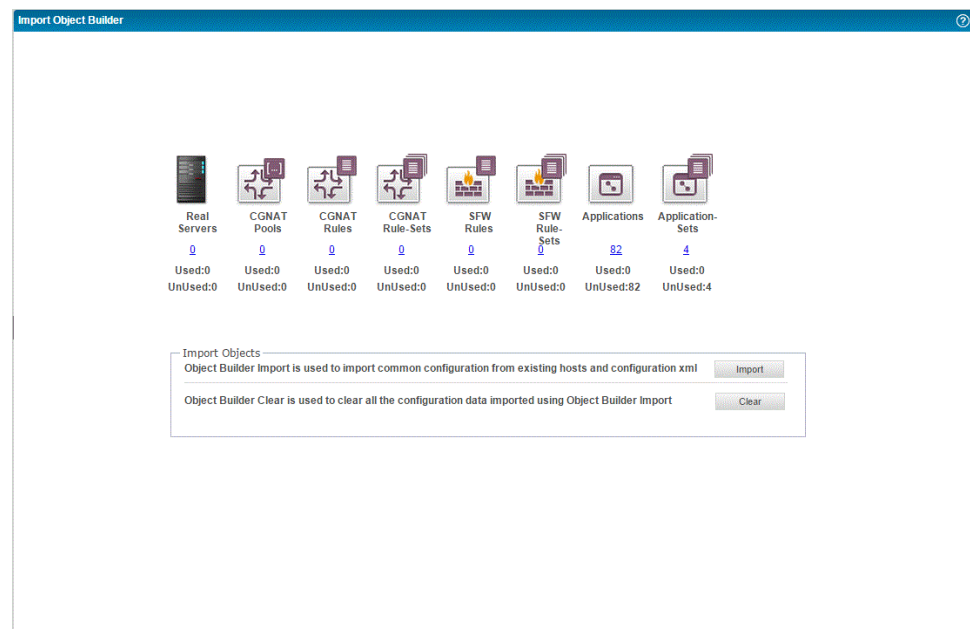 Import Object Builder
?
[...]
Real Servers
CGNAT Pools
CGNAT Rules
CGNAT Rule-Sets
SFW Rules
SFW Rule-Sets
Applications
Application-Sets
0 0 0 0 0 0 82 4
Used:0 Used:0 Used:0 Used:0 Used:0 Used:0 Used:0 Used:0
UnUsed:0 UnUsed:0 UnUsed:0 UnUsed:0 UnUsed:0 UnUsed:0 UnUsed:82 UnUsed:4
Import Objects
Object Builder Import is used to import common configuration from existing hosts and configuration xml Import
Object Builder Clear is used to clear all the configuration data imported using Object Builder Import Clear